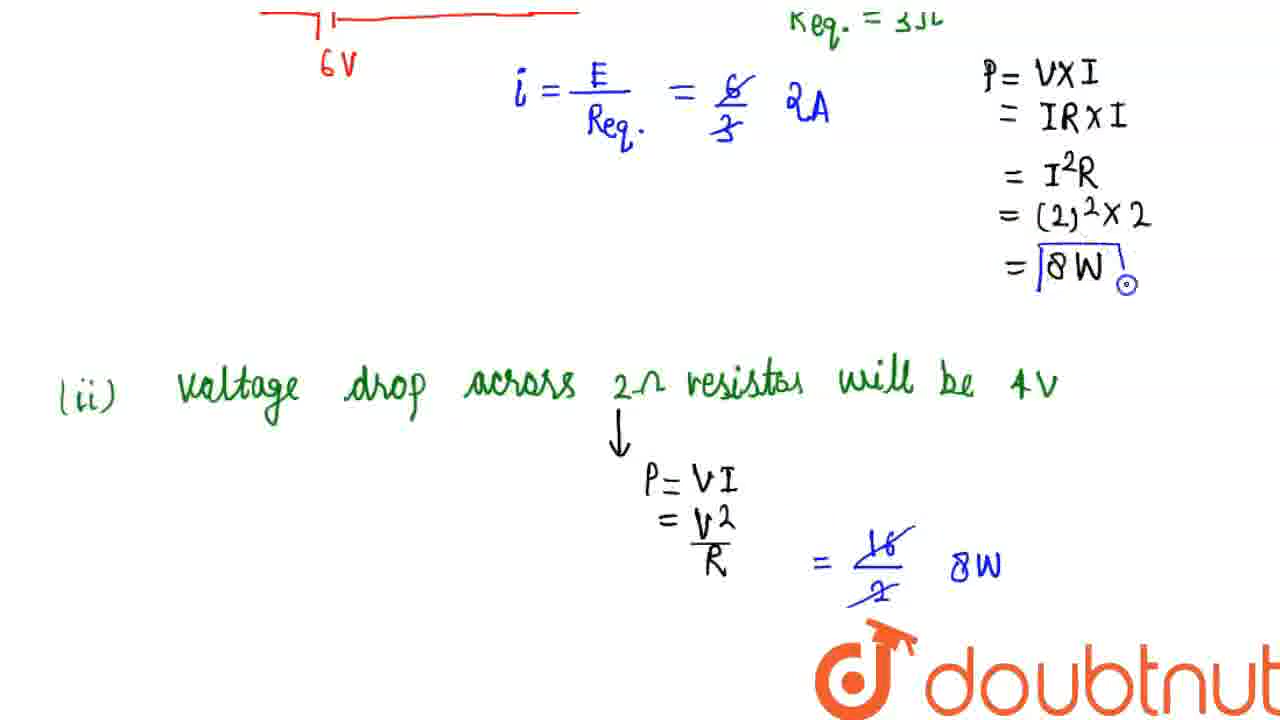 6V
Req. = 3Ω
i = E/Req. = 6/3 2A
P = V×I
= IR×I
= I²R
= (2)²×2
= 8W
(ii) Voltage drop across 2Ω resistor will be 4V
↓
P = VI
= V²/R = 16/2 8W
doubtnut